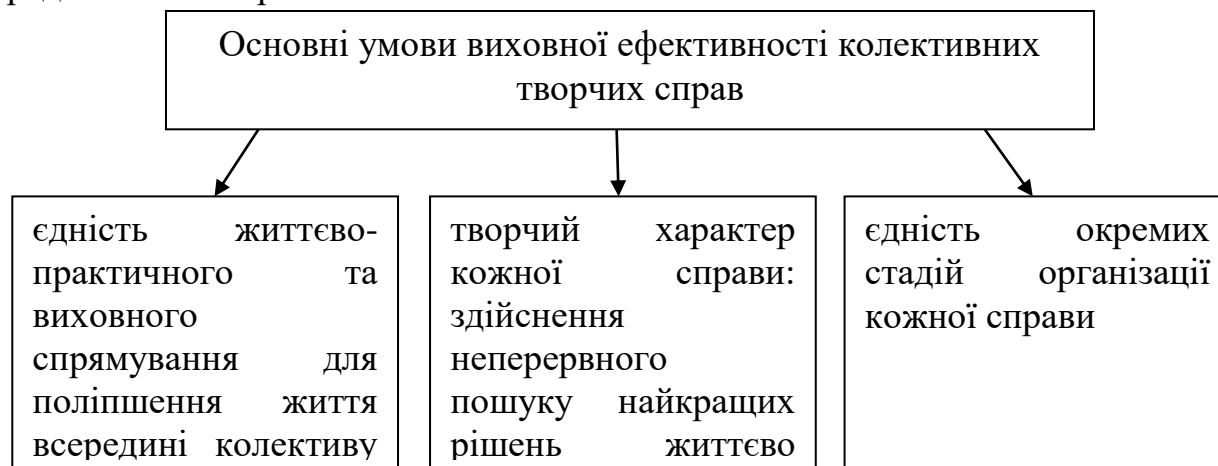 Основні умови виховної ефективності колективних
творчих справ
єдність життєво-
практичного та
виховного
спрямування для
поліпшення життя
всередині колективу
творчий характер
кожної справи:
здійснення
неперервного
пошуку найкращих
рішень життєво
єдність окремих
стадій організації
кожної справи